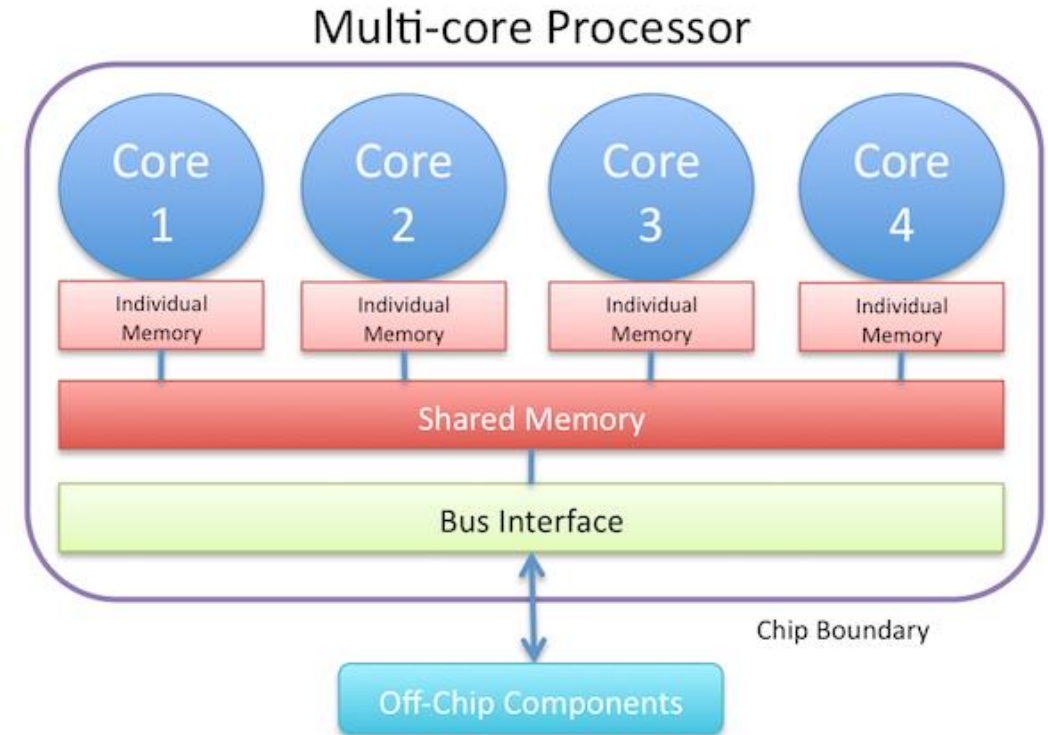 Multi-core Processor
Core
1
Core
2
Core
3
Core
4
Individual
Memory
Individual
Memory
Individual
Memory
Individual
Memory
Shared Memory
Bus Interface
Chip Boundary
Off-Chip Components